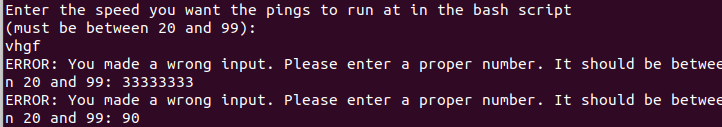 Enter the speed you want the pings to run at in the bash script
(must be between 20 and 99):
vhgf
ERROR: You made a wrong input. Please enter a proper number. It should be betwee
n 20 and 99: 33333333
ERROR: You made a wrong input. Please enter a proper number. It should be betwee
n 20 and 99: 90